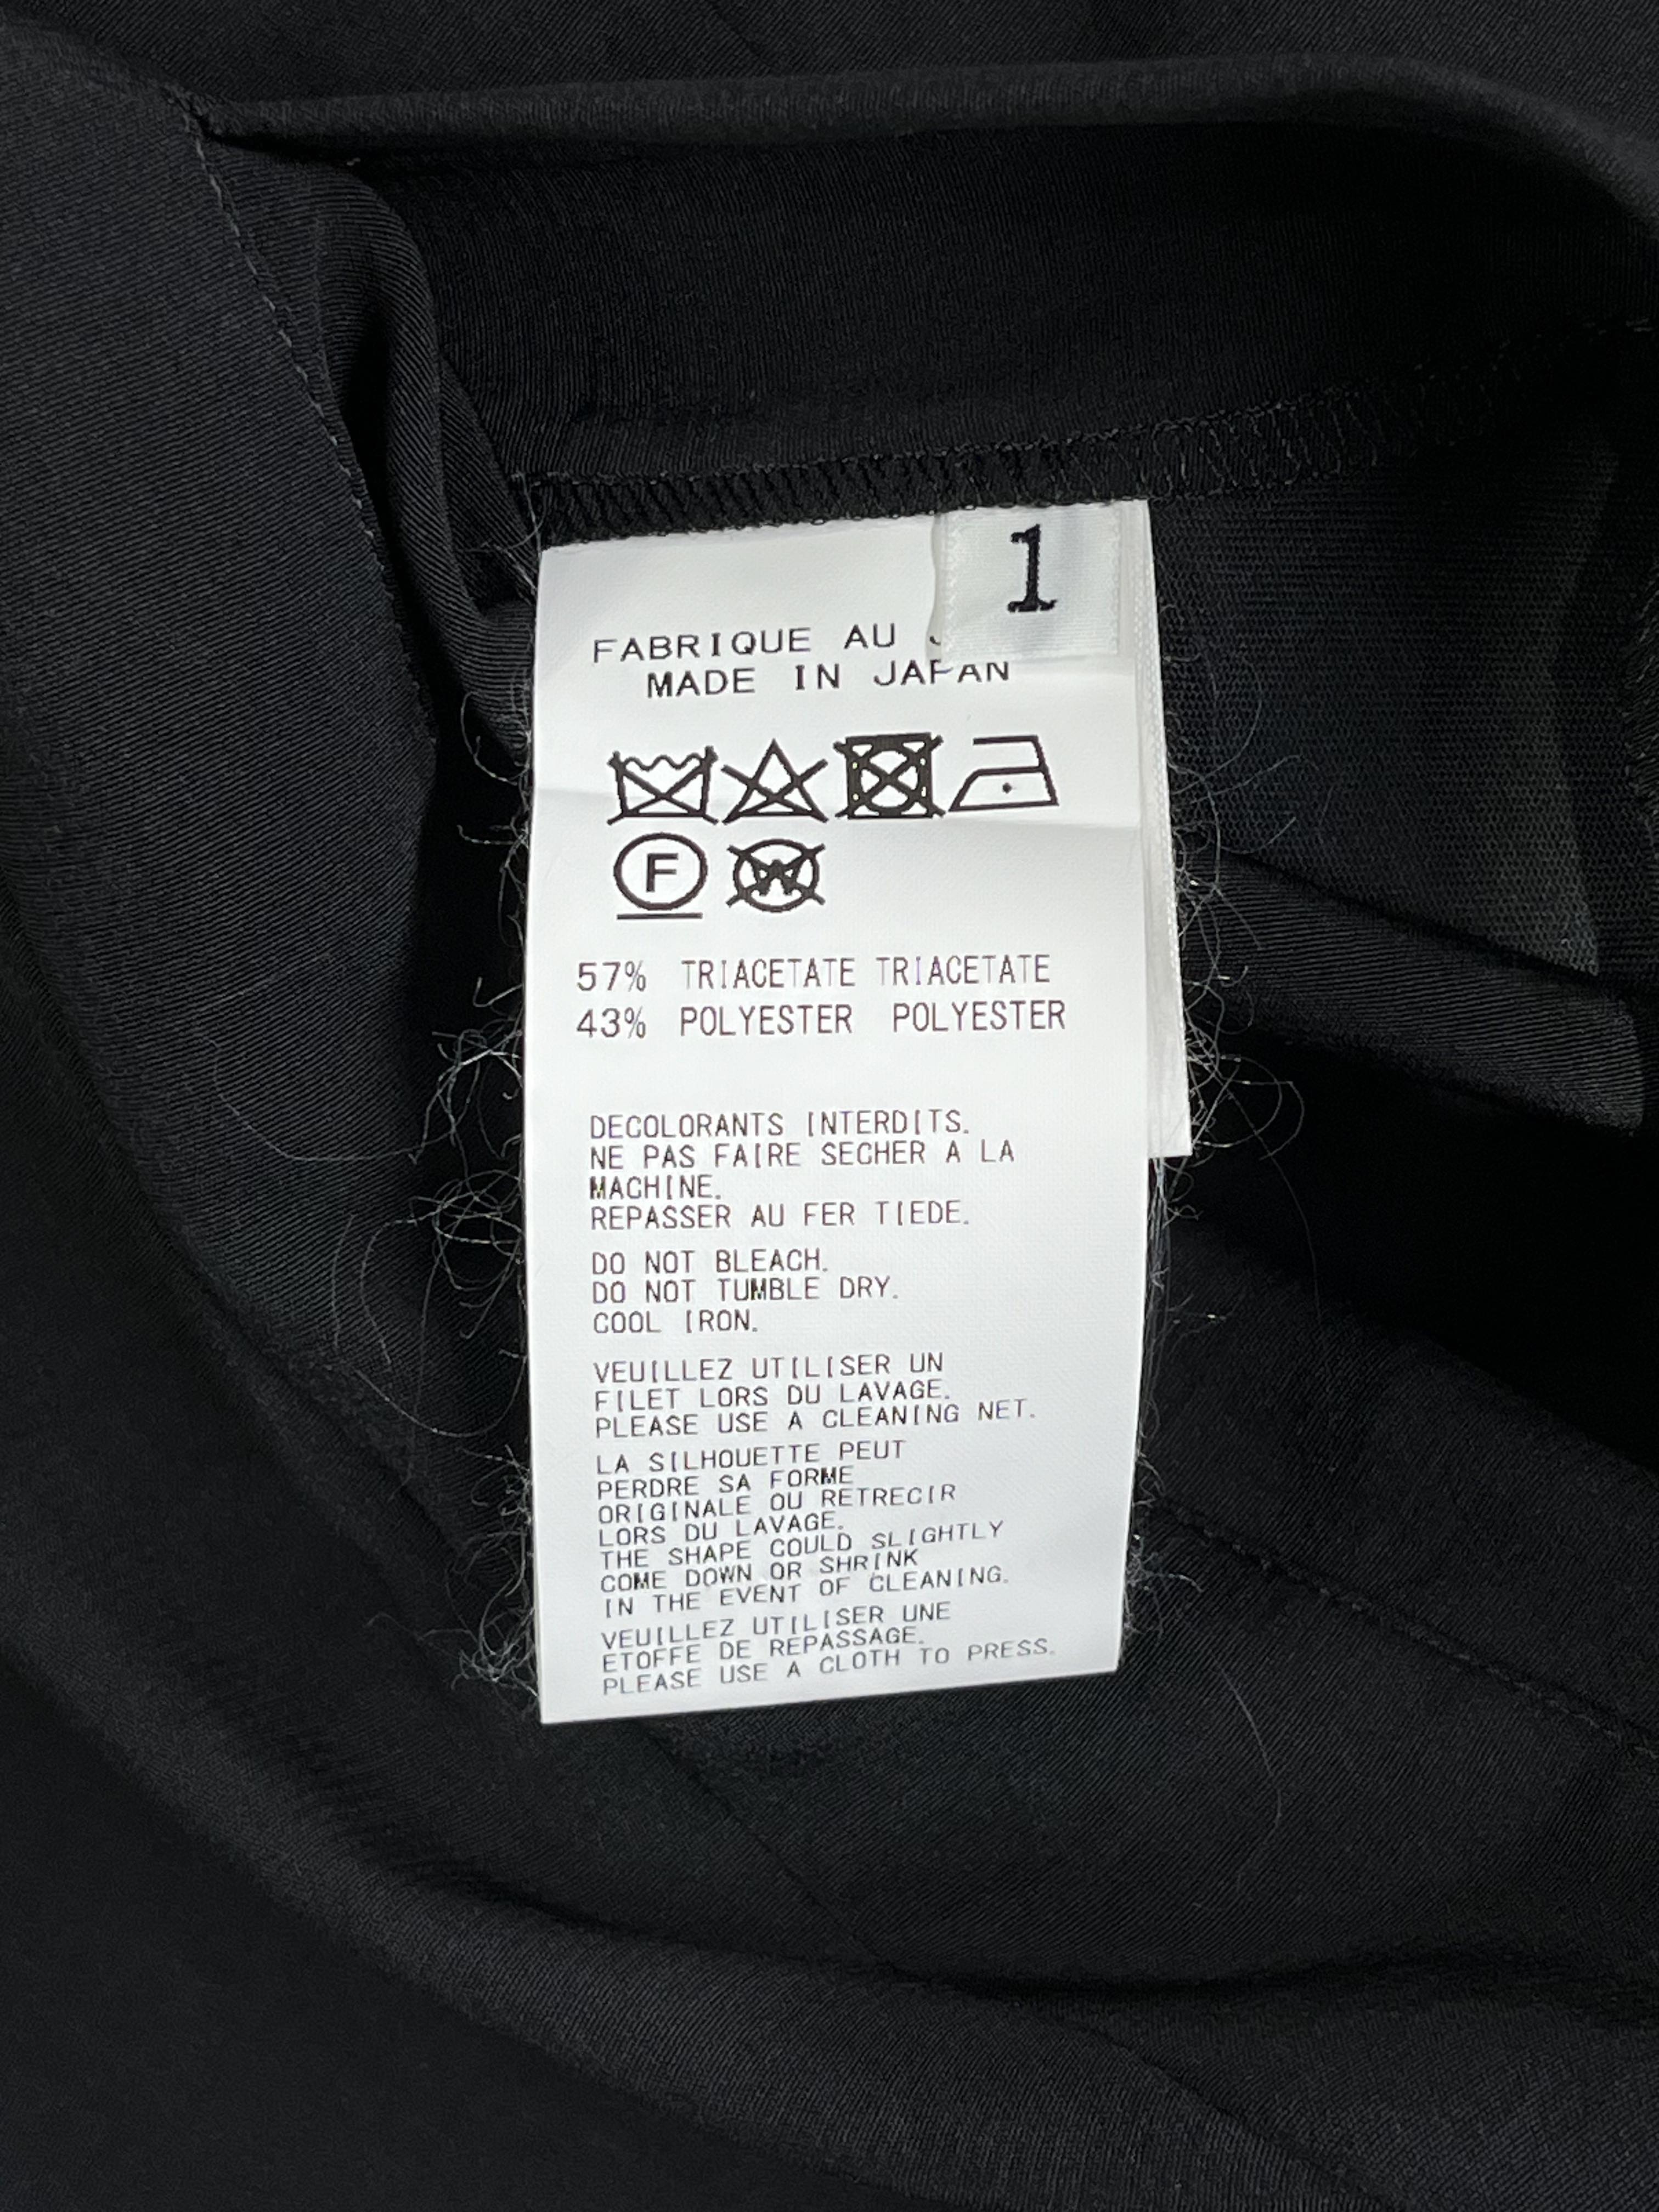 1
FABRIQUE AU
MADE IN JAPAN
F W
57% TRIACETATE TRIACETATE
43% POLYESTER POLYESTER
DECOLORANTS INTERDITS.
NE PAS FAIRE SECHER A LA
MACHINE.
REPASSER AU FER TIEDE.
DO NOT BLEACH.
DO NOT TUMBLE DRY.
COOL IRON.
VEUILLEZ UTILISER UN
FILET LORS DU LAVAGE.
PLEASE USE A CLEANING NET.
LA SILHOUETTE PEUT
PERDRE SA FORME
ORIGINALE OU RETRECIR
LORS DU LAVAGE.
THE SHAPE COULD SLIGHTLY
COME DOWN OR SHRINK
IN THE EVENT OF CLEANING.
VEUILLEZ UTILISER UNE
ETOFFE DE REPASSAGE.
PLEASE USE A CLOTH TO PRESS.